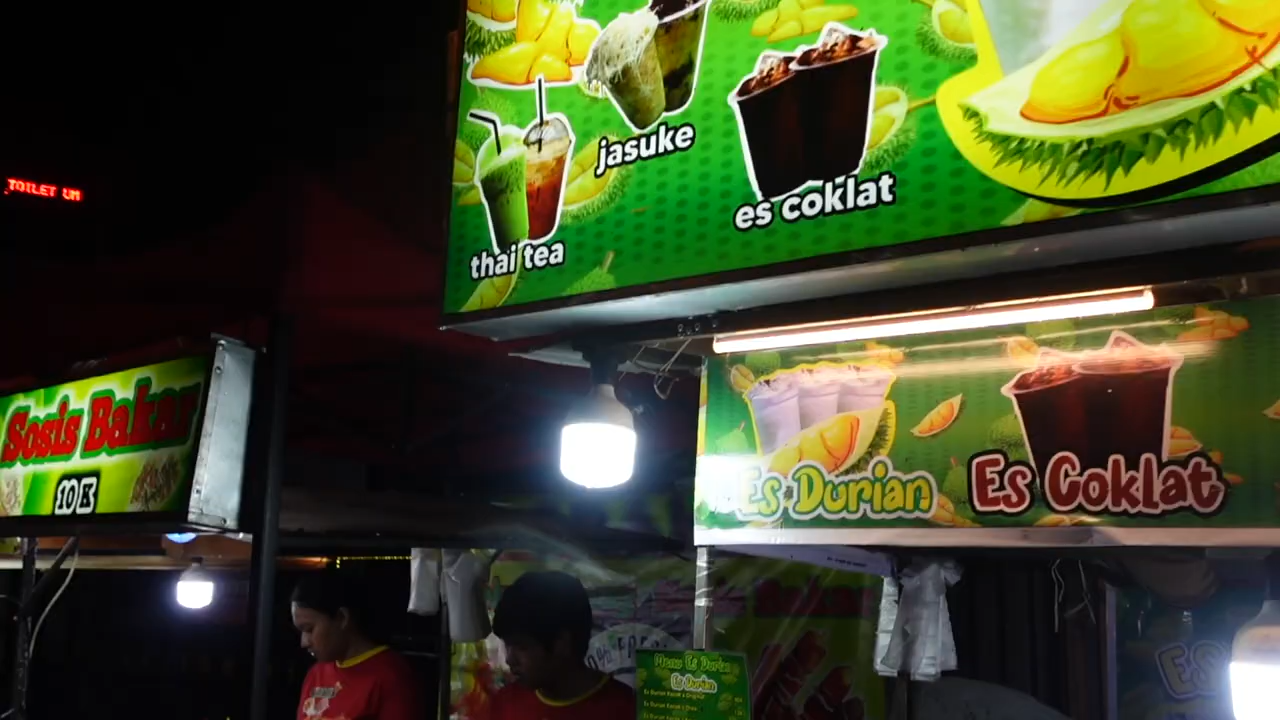 TOILET UM
jasuke
es coklat
thai tea
Sosis Bakar
10 K
Es Durian
Es Coklat
Menu Es Durian
Es Durian